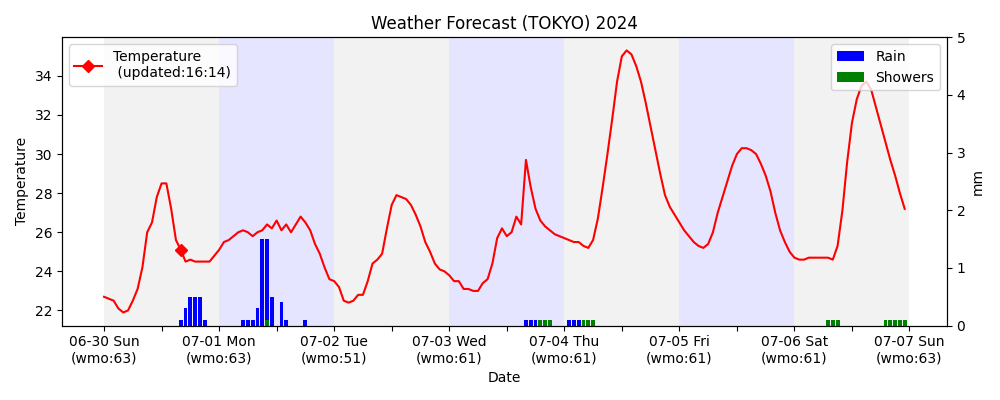 Weather Forecast (TOKYO) 2024
Temperature
(updated:16:14)
Rain
Showers
Temperature
34
32
30
28
26
24
22
5
4
3
2
1
0
mm
06-30 Sun
(wmo:63)
07-01 Mon
(wmo:63)
07-02 Tue
(wmo:51)
07-03 Wed
(wmo:61)
07-04 Thu
(wmo:61)
07-05 Fri
(wmo:61)
07-06 Sat
(wmo:61)
07-07 Sun
(wmo:63)
Date